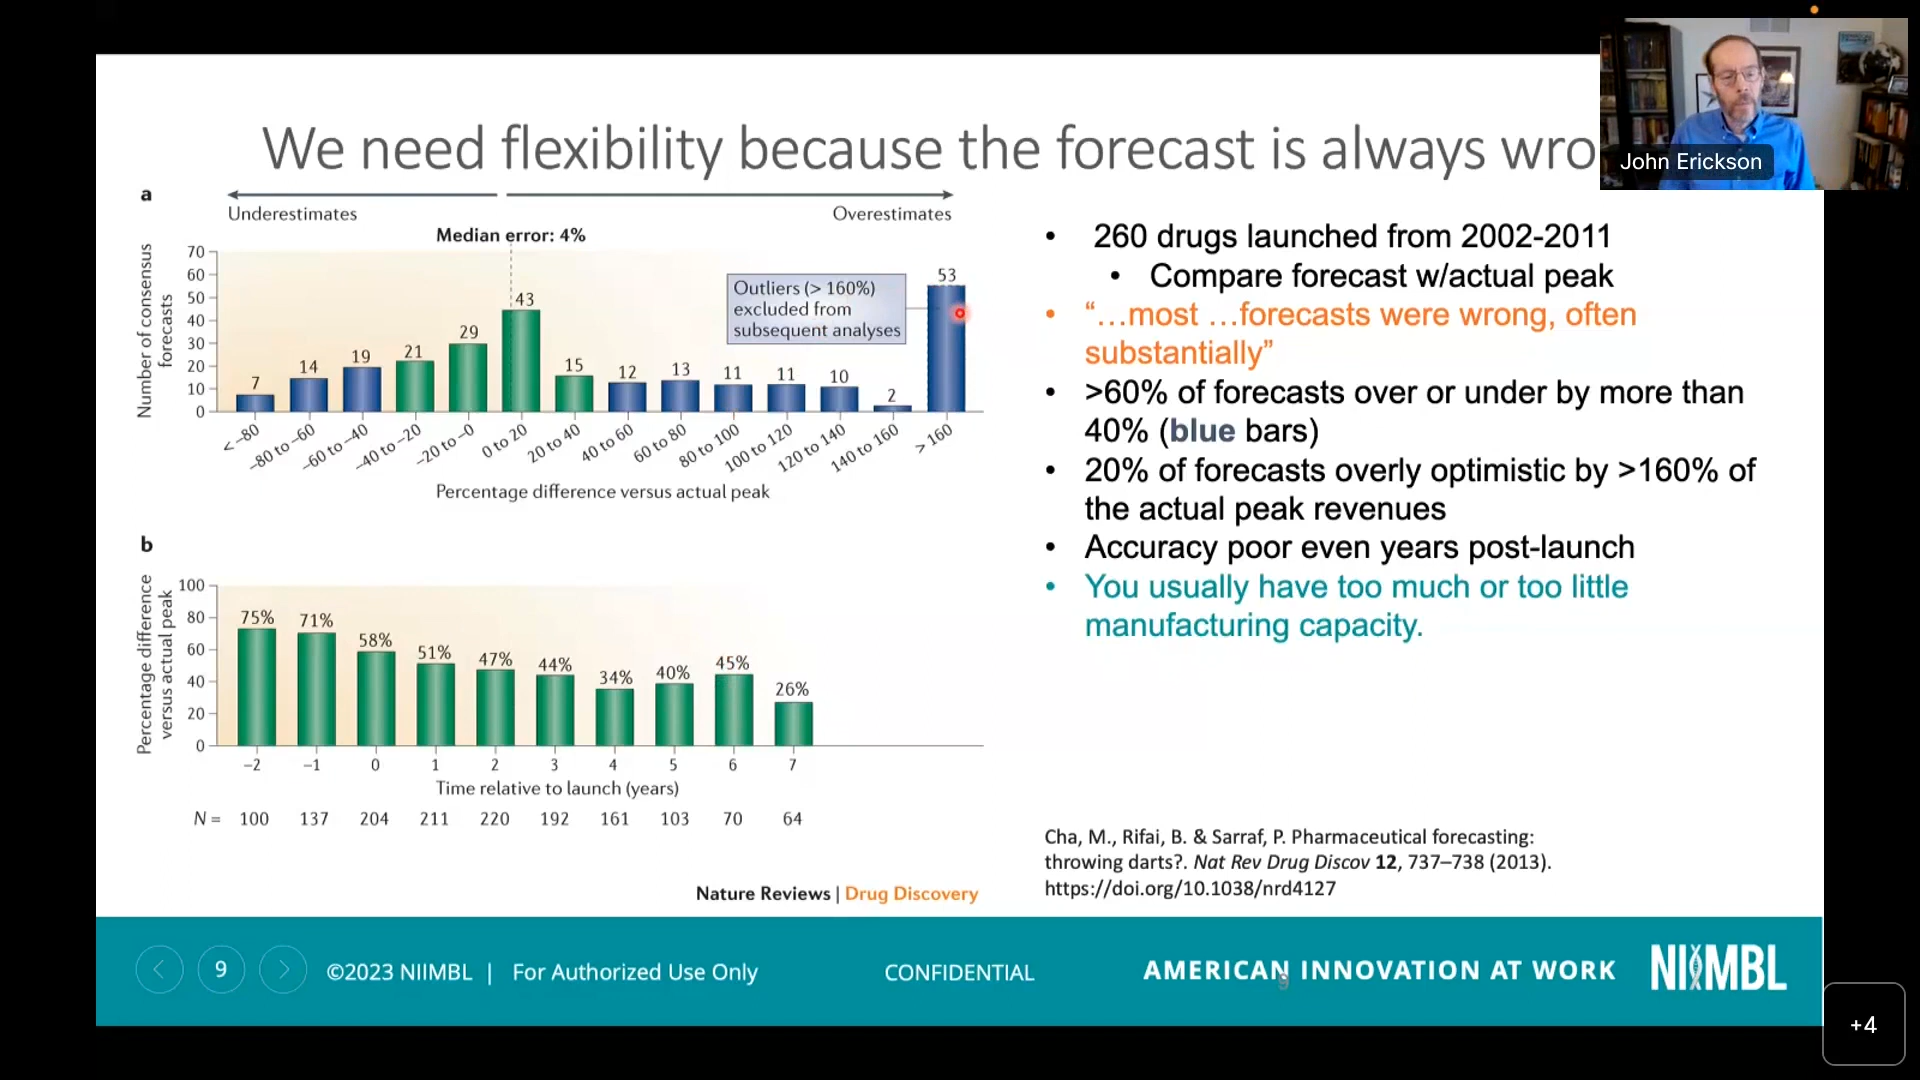 We need flexibility because the forecast is always wro
John Erickson
a
Underestimates
Overestimates
Median error: 4%
Number of consensus
forecasts
70
60
50
40
30
20
10
0
7
14
19
21
29
43
15
12
13
11
11
10
2
53
Outliers (> 160%)
excluded from
subsequent analyses
< –80
–80 to –60
–60 to –40
–40 to –20
–20 to –0
0 to 20
20 to 40
40 to 60
60 to 80
80 to 100
100 to 120
120 to 140
140 to 160
> 160
Percentage difference versus actual peak
b
Percentage difference
versus actual peak
100
80
60
40
20
0
75%
71%
58%
51%
47%
44%
34%
40%
45%
26%
–2
–1
0
1
2
3
4
5
6
7
Time relative to launch (years)
N = 100 137 204 211 220 192 161 103 70 64
Nature Reviews | Drug Discovery
• 260 drugs launched from 2002-2011
• Compare forecast w/actual peak
• “…most …forecasts were wrong, often
substantially”
• >60% of forecasts over or under by more than
40% (blue bars)
• 20% of forecasts overly optimistic by >160% of
the actual peak revenues
• Accuracy poor even years post-launch
• You usually have too much or too little
manufacturing capacity.
Cha, M., Rifai, B. & Sarraf, P. Pharmaceutical forecasting:
throwing darts?. Nat Rev Drug Discov 12, 737–738 (2013).
https://doi.org/10.1038/nrd4127
9
©2023 NIIMBL | For Authorized Use Only
CONFIDENTIAL
AMERICAN INNOVATION AT WORK
9
NIIMBL
+4